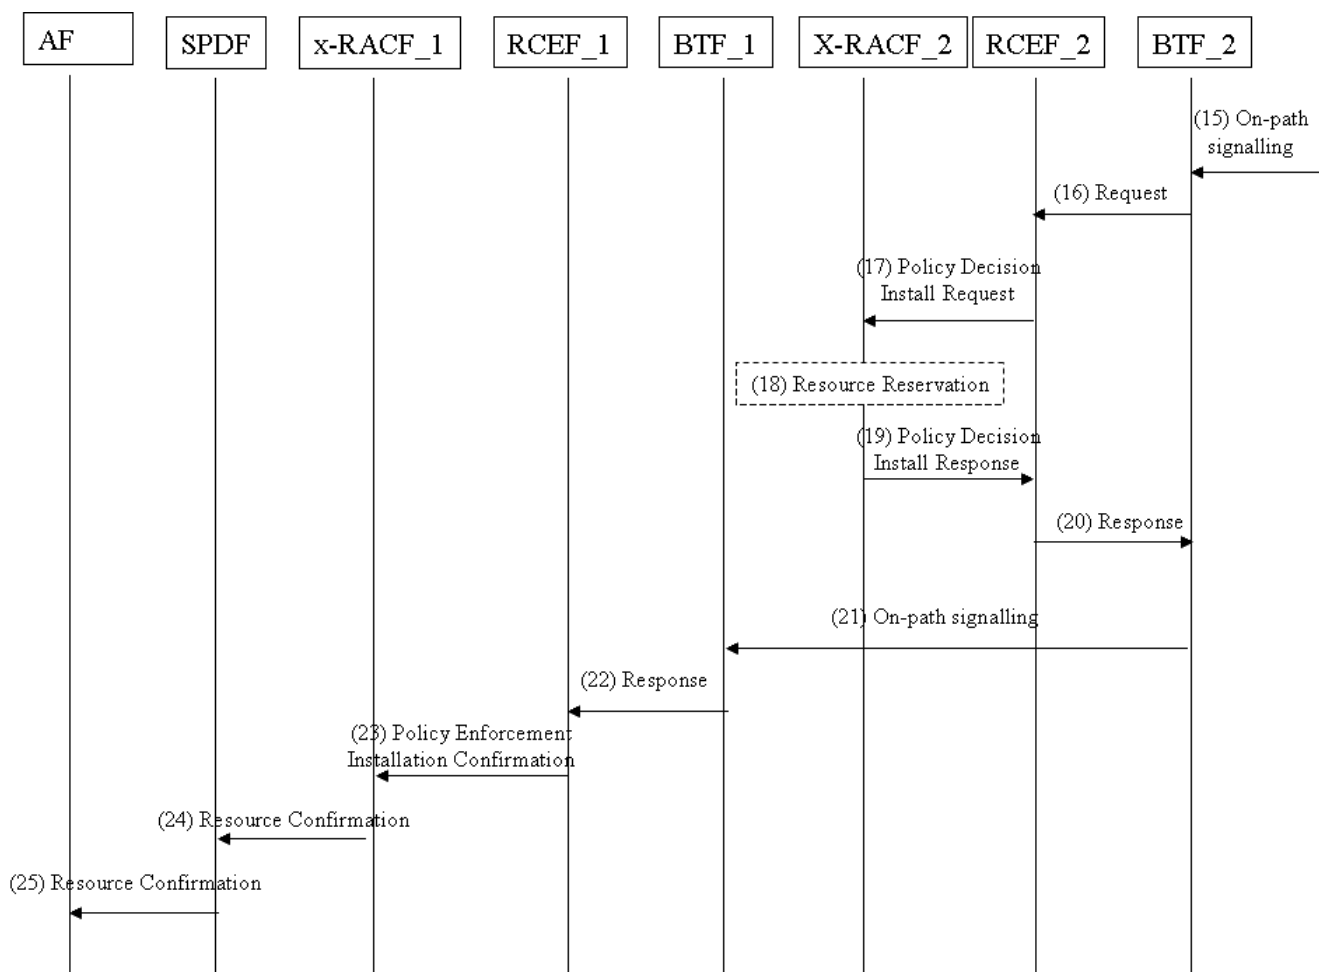 AF
SPDF
x-RACF_1
RCEF_1
BTF_1
X-RACF_2
RCEF_2
BTF_2
(15) On-path
signalling
(16) Request
(17) Policy Decision
Install Request
(18) Resource Reservation
(19) Policy Decision
Install Response
(20) Response
(21) On-path signalling
(22) Response
(23) Policy Enforcement
Installation Confirmation
(24) Resource Confirmation
(25) Resource Confirmation